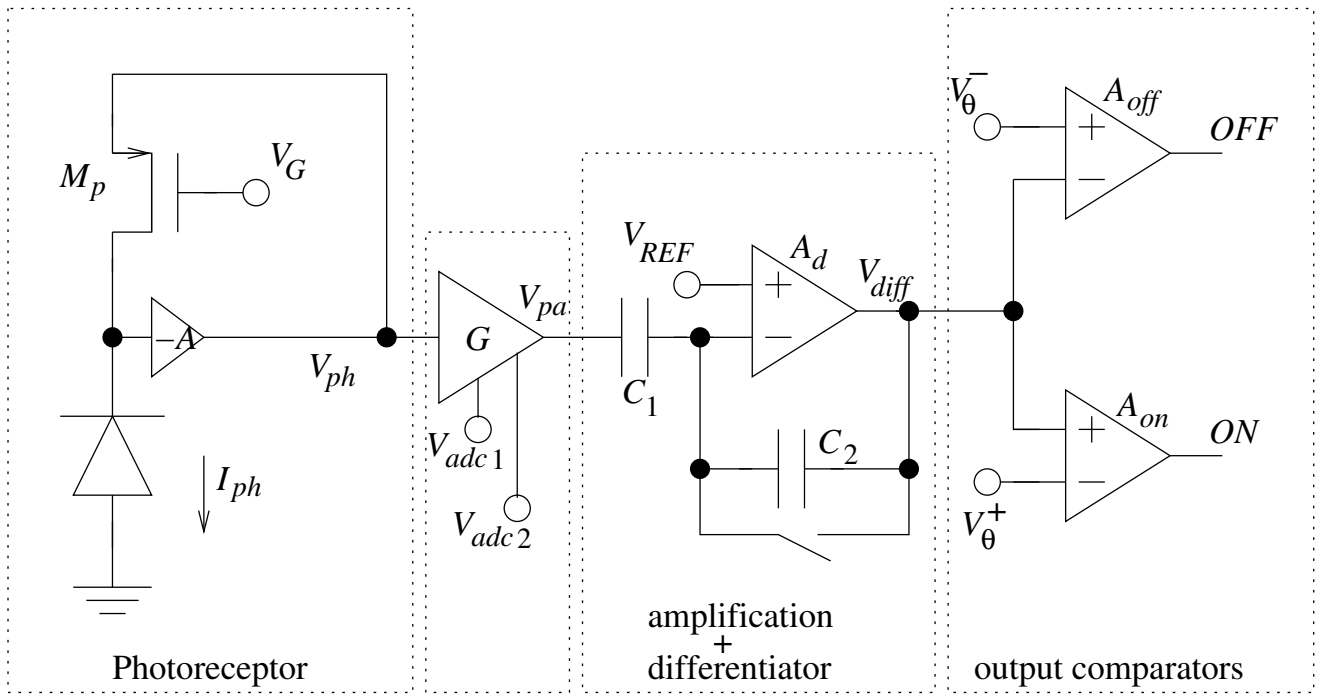 M_p
V_G
−A
V_ph
I_ph
Photoreceptor
G
V_pa
V_adc1
V_adc2
V_REF
+
−
A_d
V_diff
C_1
C_2
amplification
+
differentiator
V_θ^−
+
−
A_off
OFF
A_on
+
−
ON
V_θ^+
output comparators